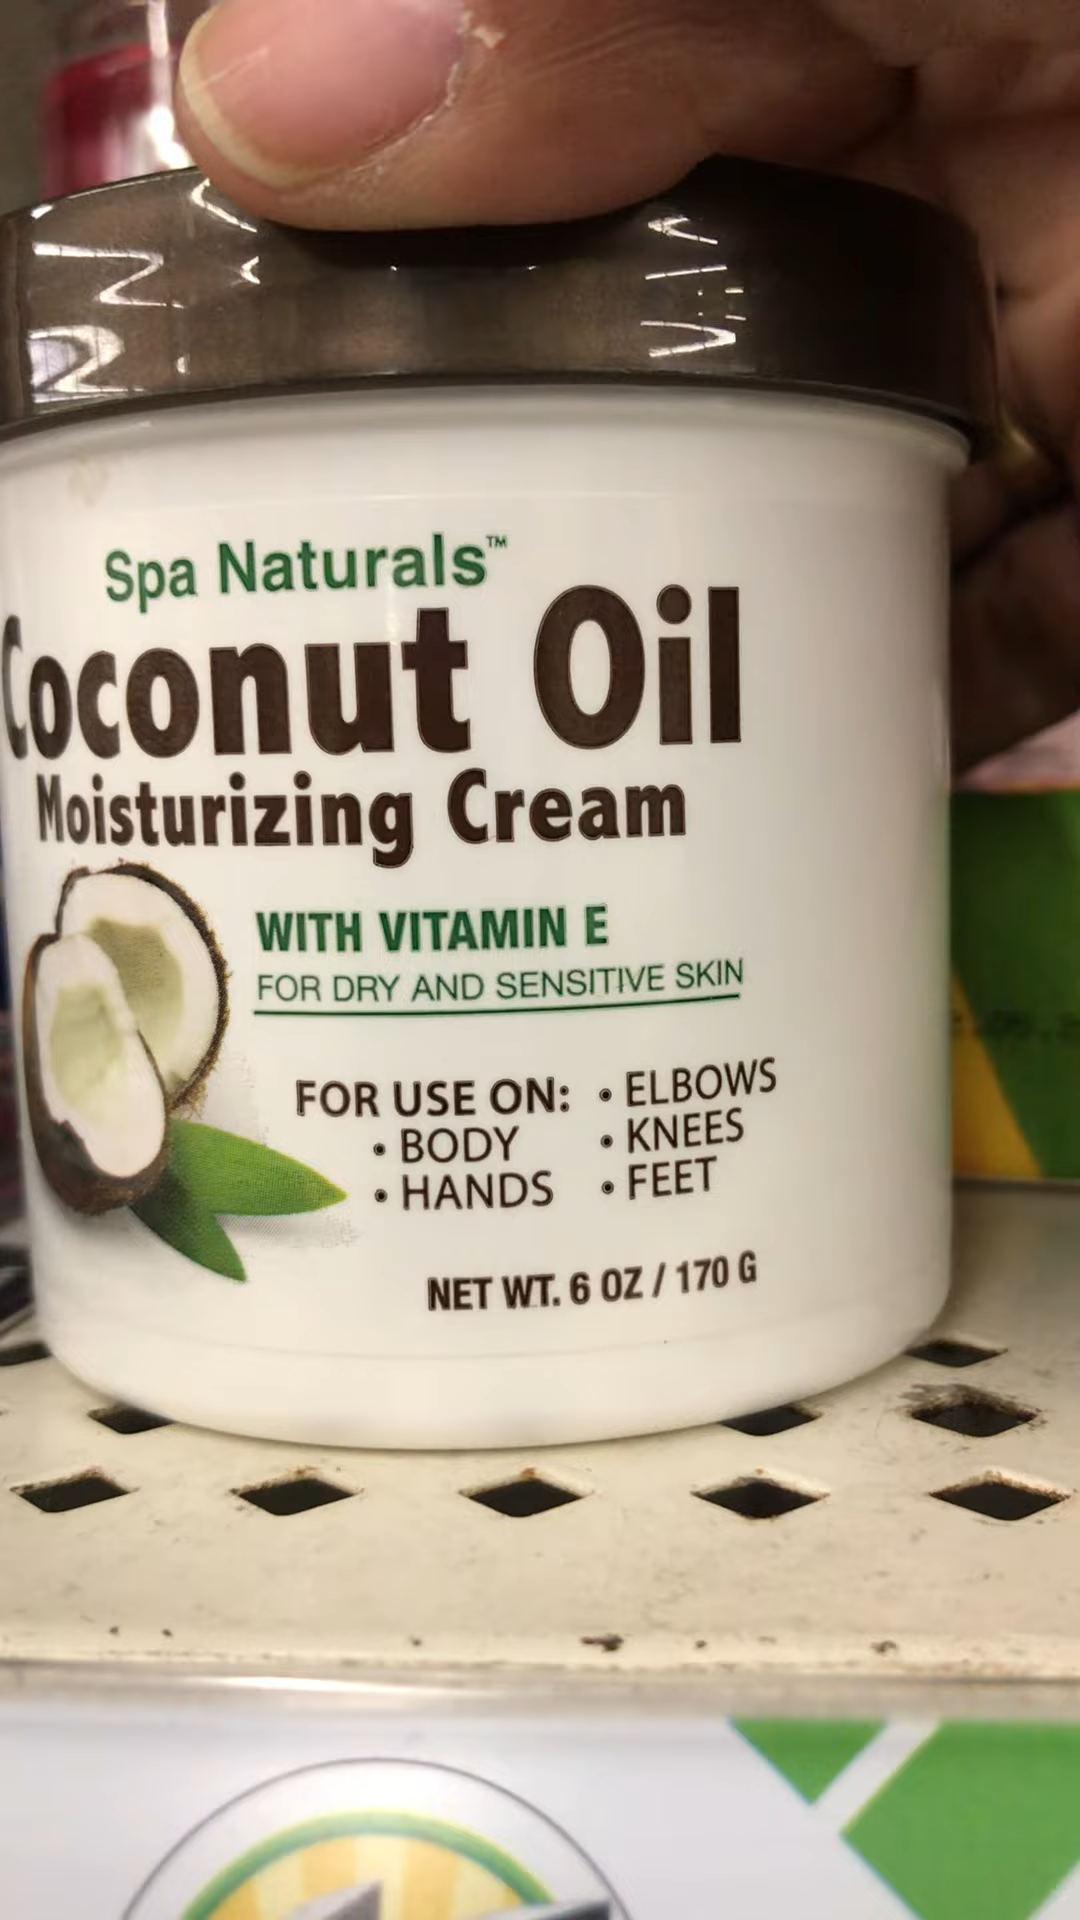 Spa Naturals™
Coconut Oil
Moisturizing Cream
WITH VITAMIN E
FOR DRY AND SENSITIVE SKIN
FOR USE ON:
• BODY
• HANDS
• ELBOWS
• KNEES
• FEET
NET WT. 6 OZ / 170 G